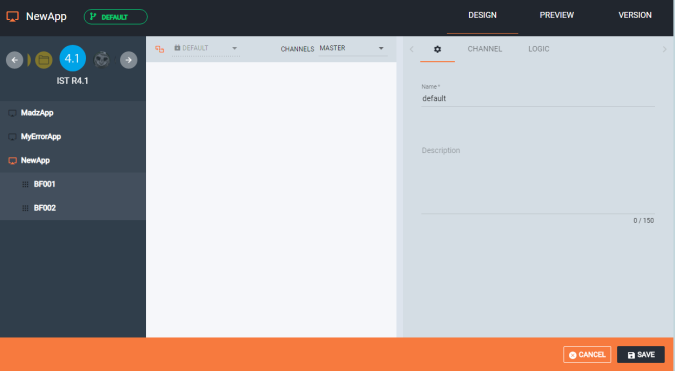 NewApp
DEFAULT
DESIGN
PREVIEW
VERSION
4.1
IST R4.1
DEFAULT
CHANNELS MASTER
CHANNEL
LOGIC
MadzApp
MyErrorApp
NewApp
BF001
BF002
Name *
default
Description
0 / 150
CANCEL
SAVE